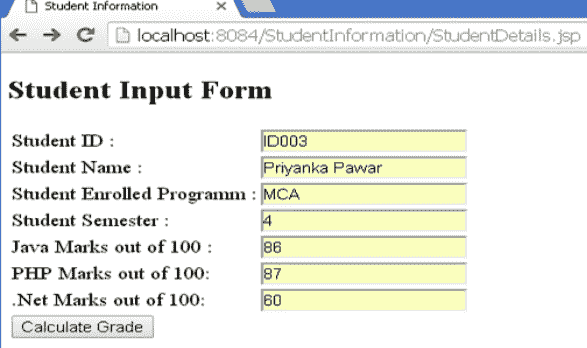 Student Information
localhost:8084/StudentInformation/StudentDetails.jsp
Student Input Form
Student ID : ID003
Student Name : Priyanka Pawar
Student Enrolled Programm : MCA
Student Semester : 4
Java Marks out of 100 : 86
PHP Marks out of 100: 87
.Net Marks out of 100: 60
Calculate Grade